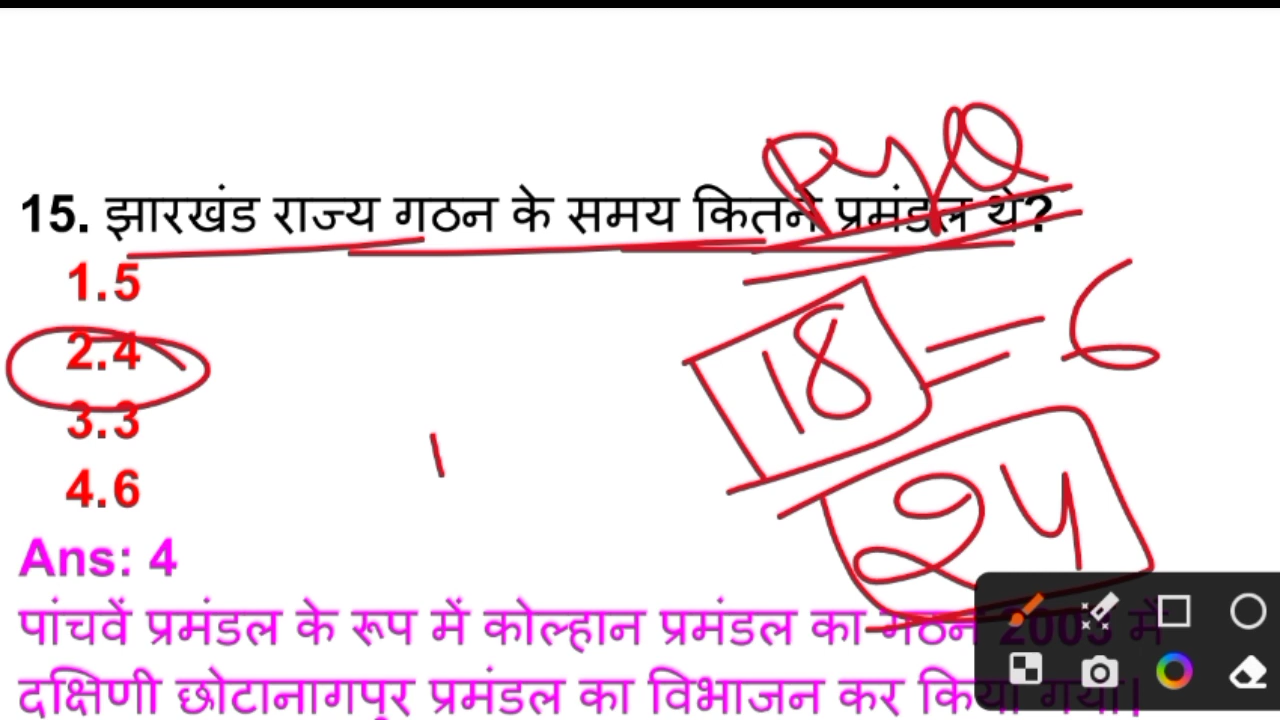 15. झारखंड राज्य गठन के समय कितने प्रमंडल थे?
1.5
2.4
3.3
4.6
18 = 6
24
Ans: 4
पांचवें प्रमंडल के रूप में कोल्हान प्रमंडल का गठन में
दक्षिणी छोटानागपुर प्रमंडल का विभाजन कर किया गया।